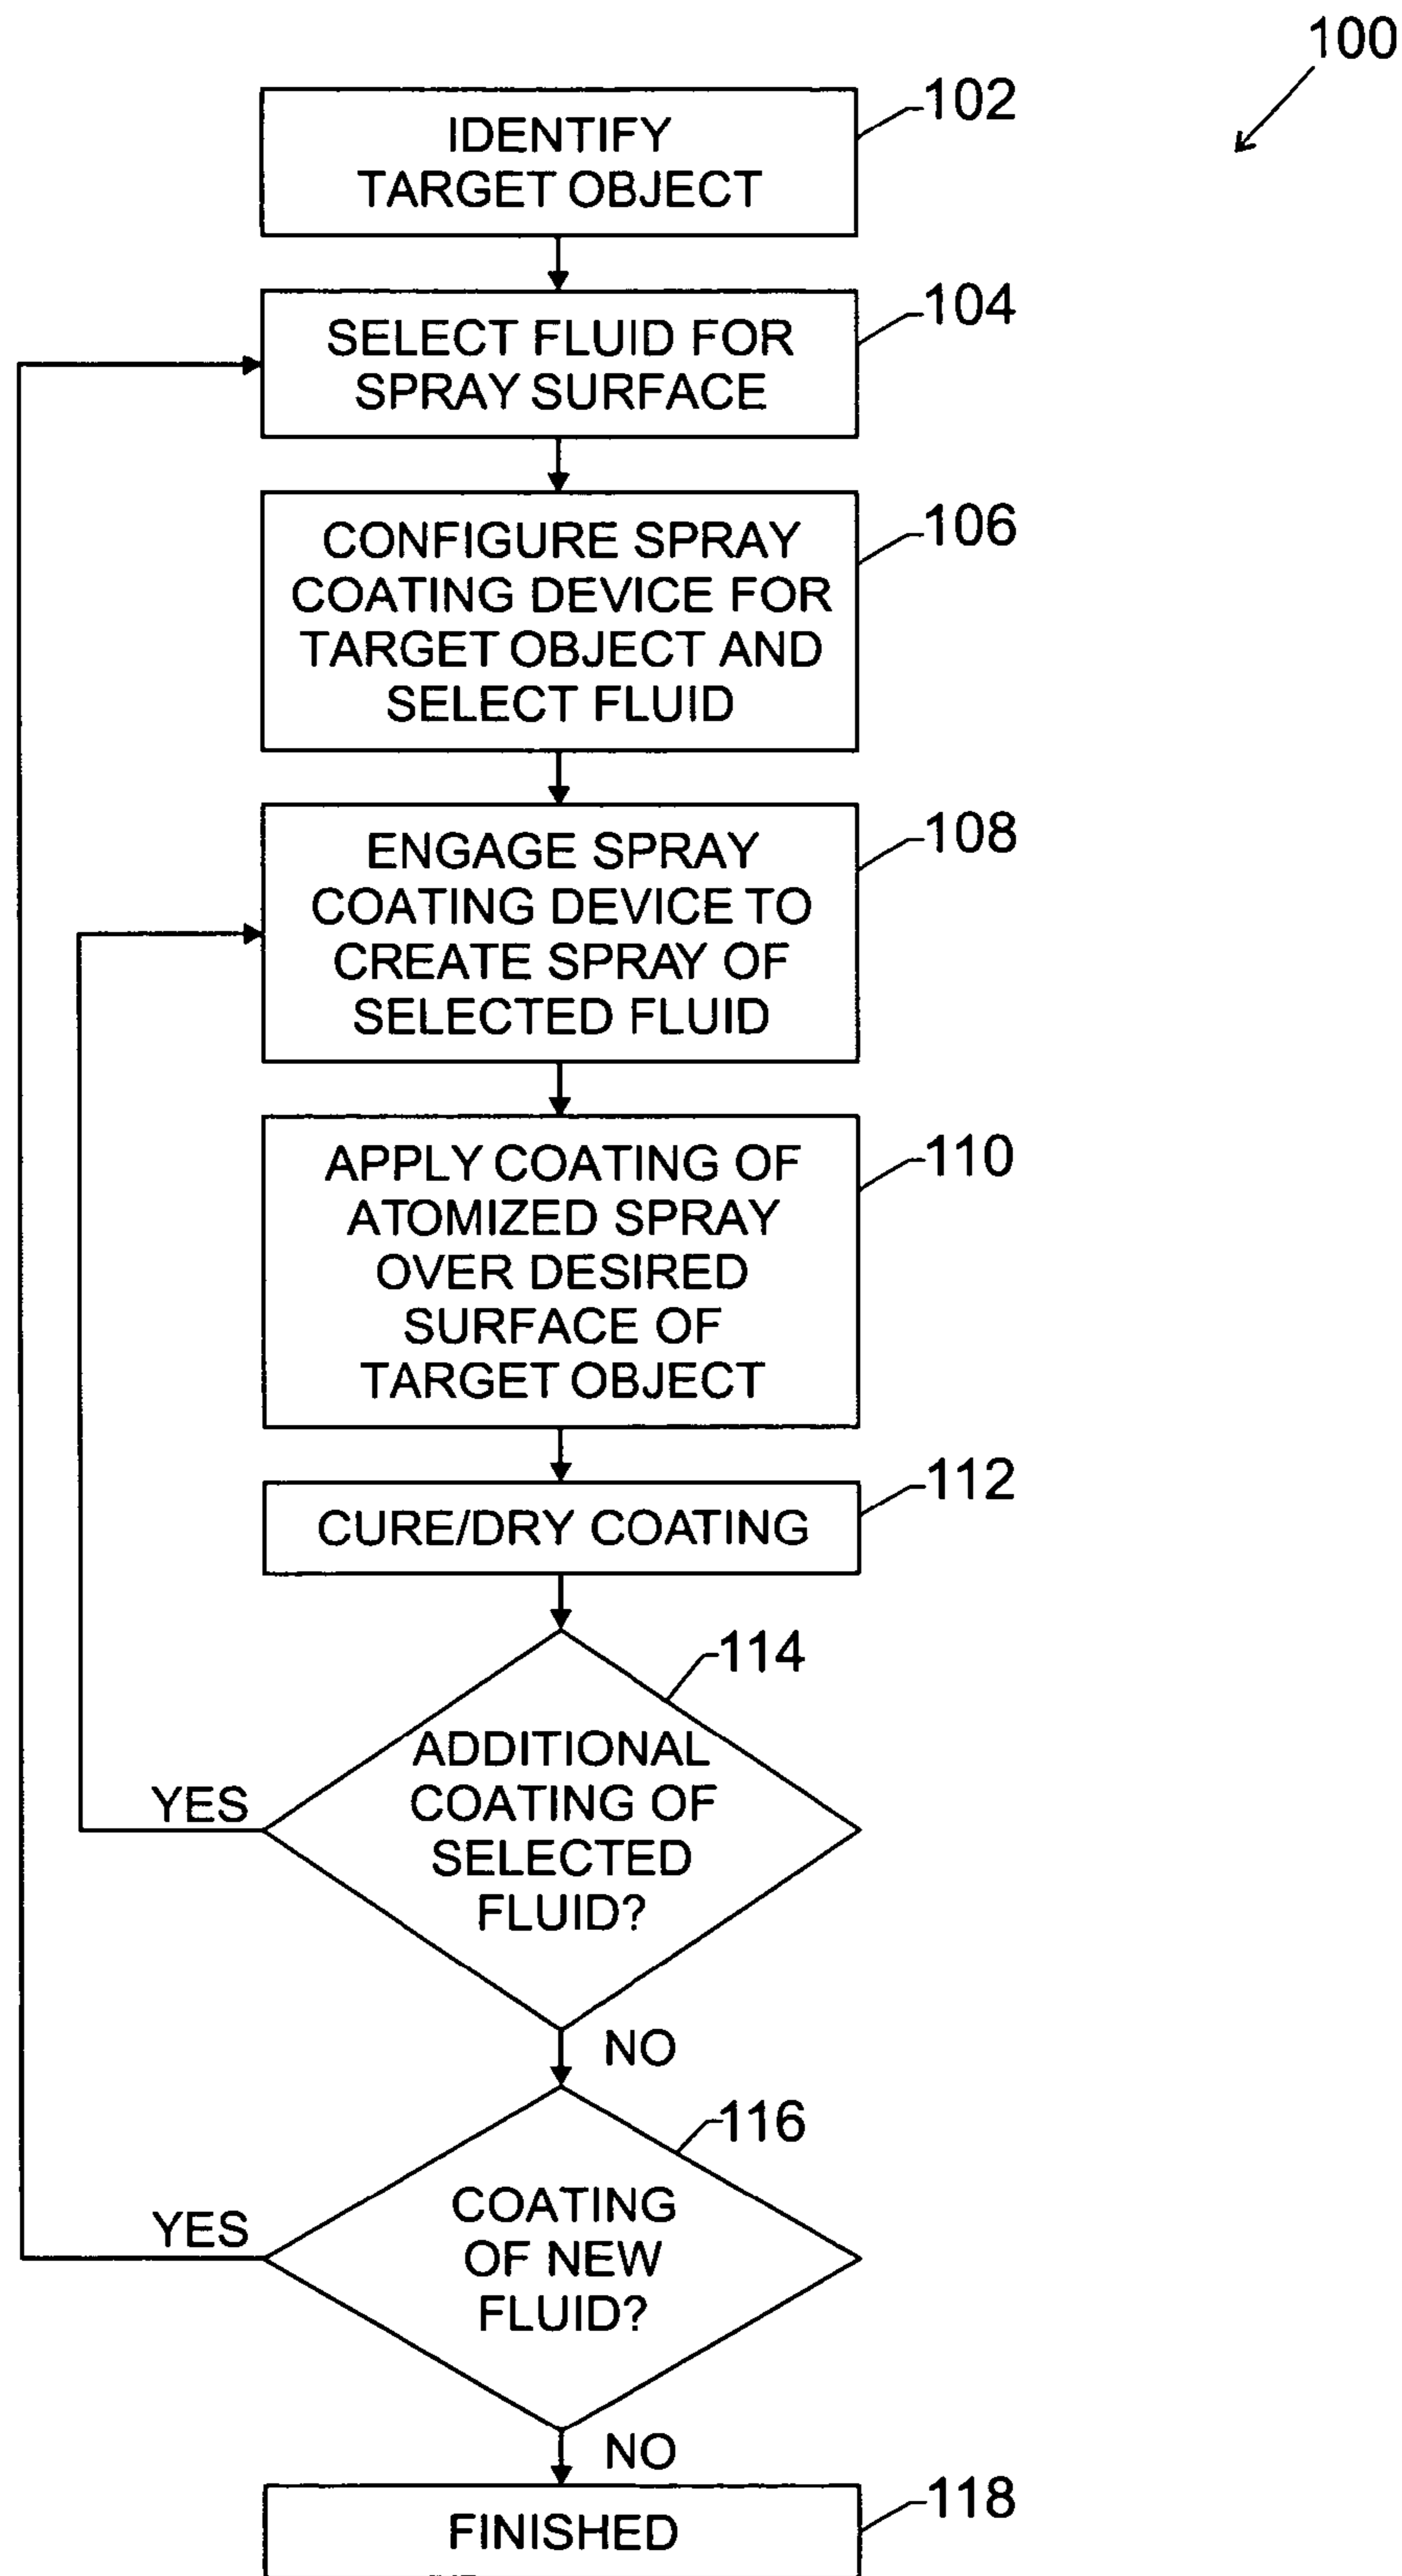 100
IDENTIFY
TARGET OBJECT
102
SELECT FLUID FOR
SPRAY SURFACE
104
CONFIGURE SPRAY
COATING DEVICE FOR
TARGET OBJECT AND
SELECT FLUID
106
ENGAGE SPRAY
COATING DEVICE TO
CREATE SPRAY OF
SELECTED FLUID
108
APPLY COATING OF
ATOMIZED SPRAY
OVER DESIRED
SURFACE OF
TARGET OBJECT
110
CURE/DRY COATING
112
114
ADDITIONAL
COATING OF
SELECTED
FLUID?
YES
NO
116
COATING
OF NEW
FLUID?
YES
NO
FINISHED
118